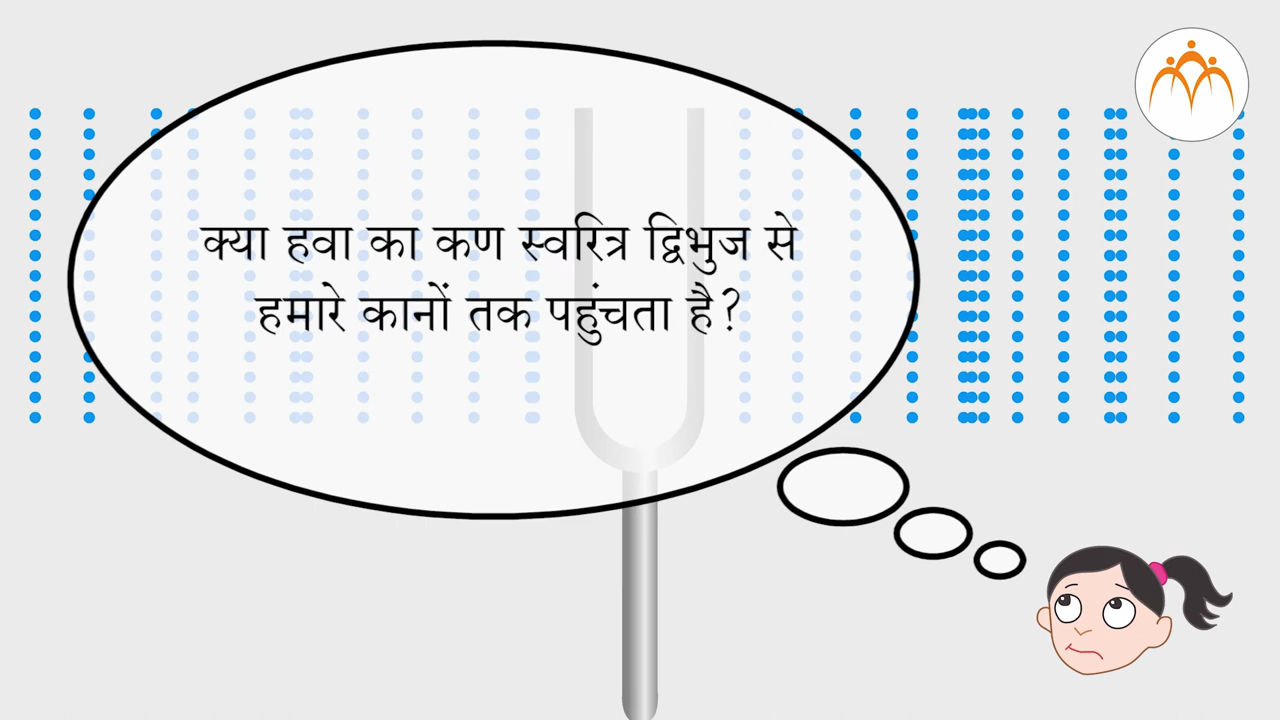 क्या हवा का कण स्वरित्र द्विभुज से
हमारे कानों तक पहुंचता है?